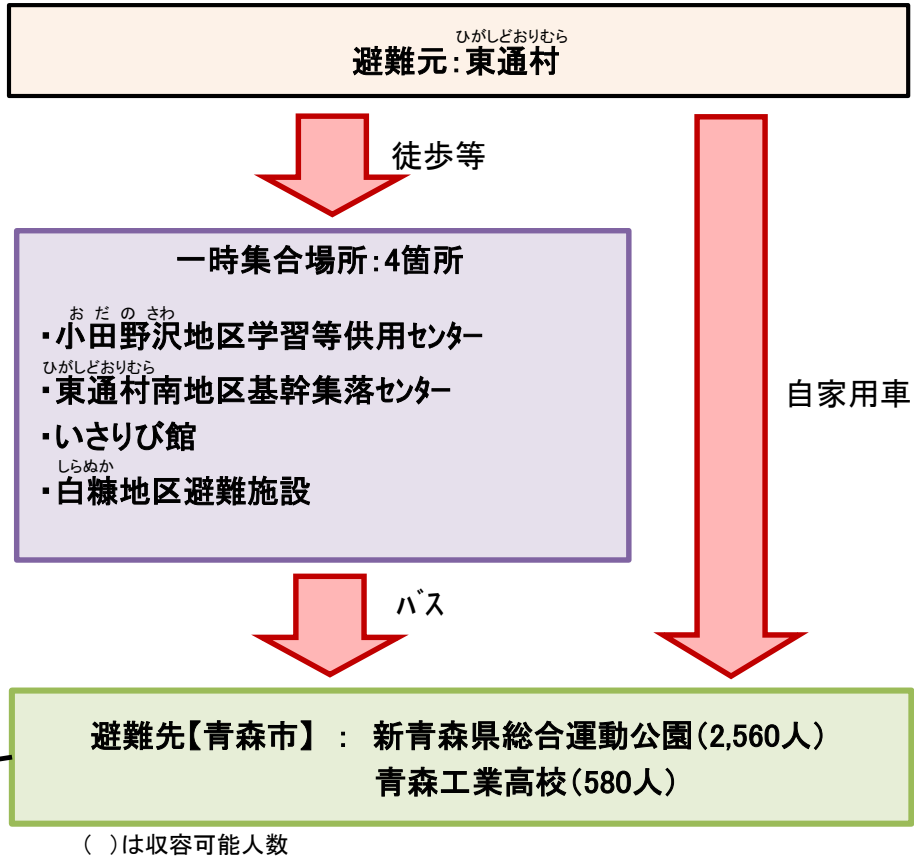 ひがしどおりむら
避難元:東通村
徒歩等
一時集合場所:4箇所
おだのさわ
・小田野沢地区学習等供用センター
ひがしどおりむら
・東通村南地区基幹集落センター
・いさりび館
しらぬか
・白糠地区避難施設
自家用車
バス
避難先【青森市】 : 新青森県総合運動公園(2,560人)
青森工業高校(580人)
( )は収容可能人数